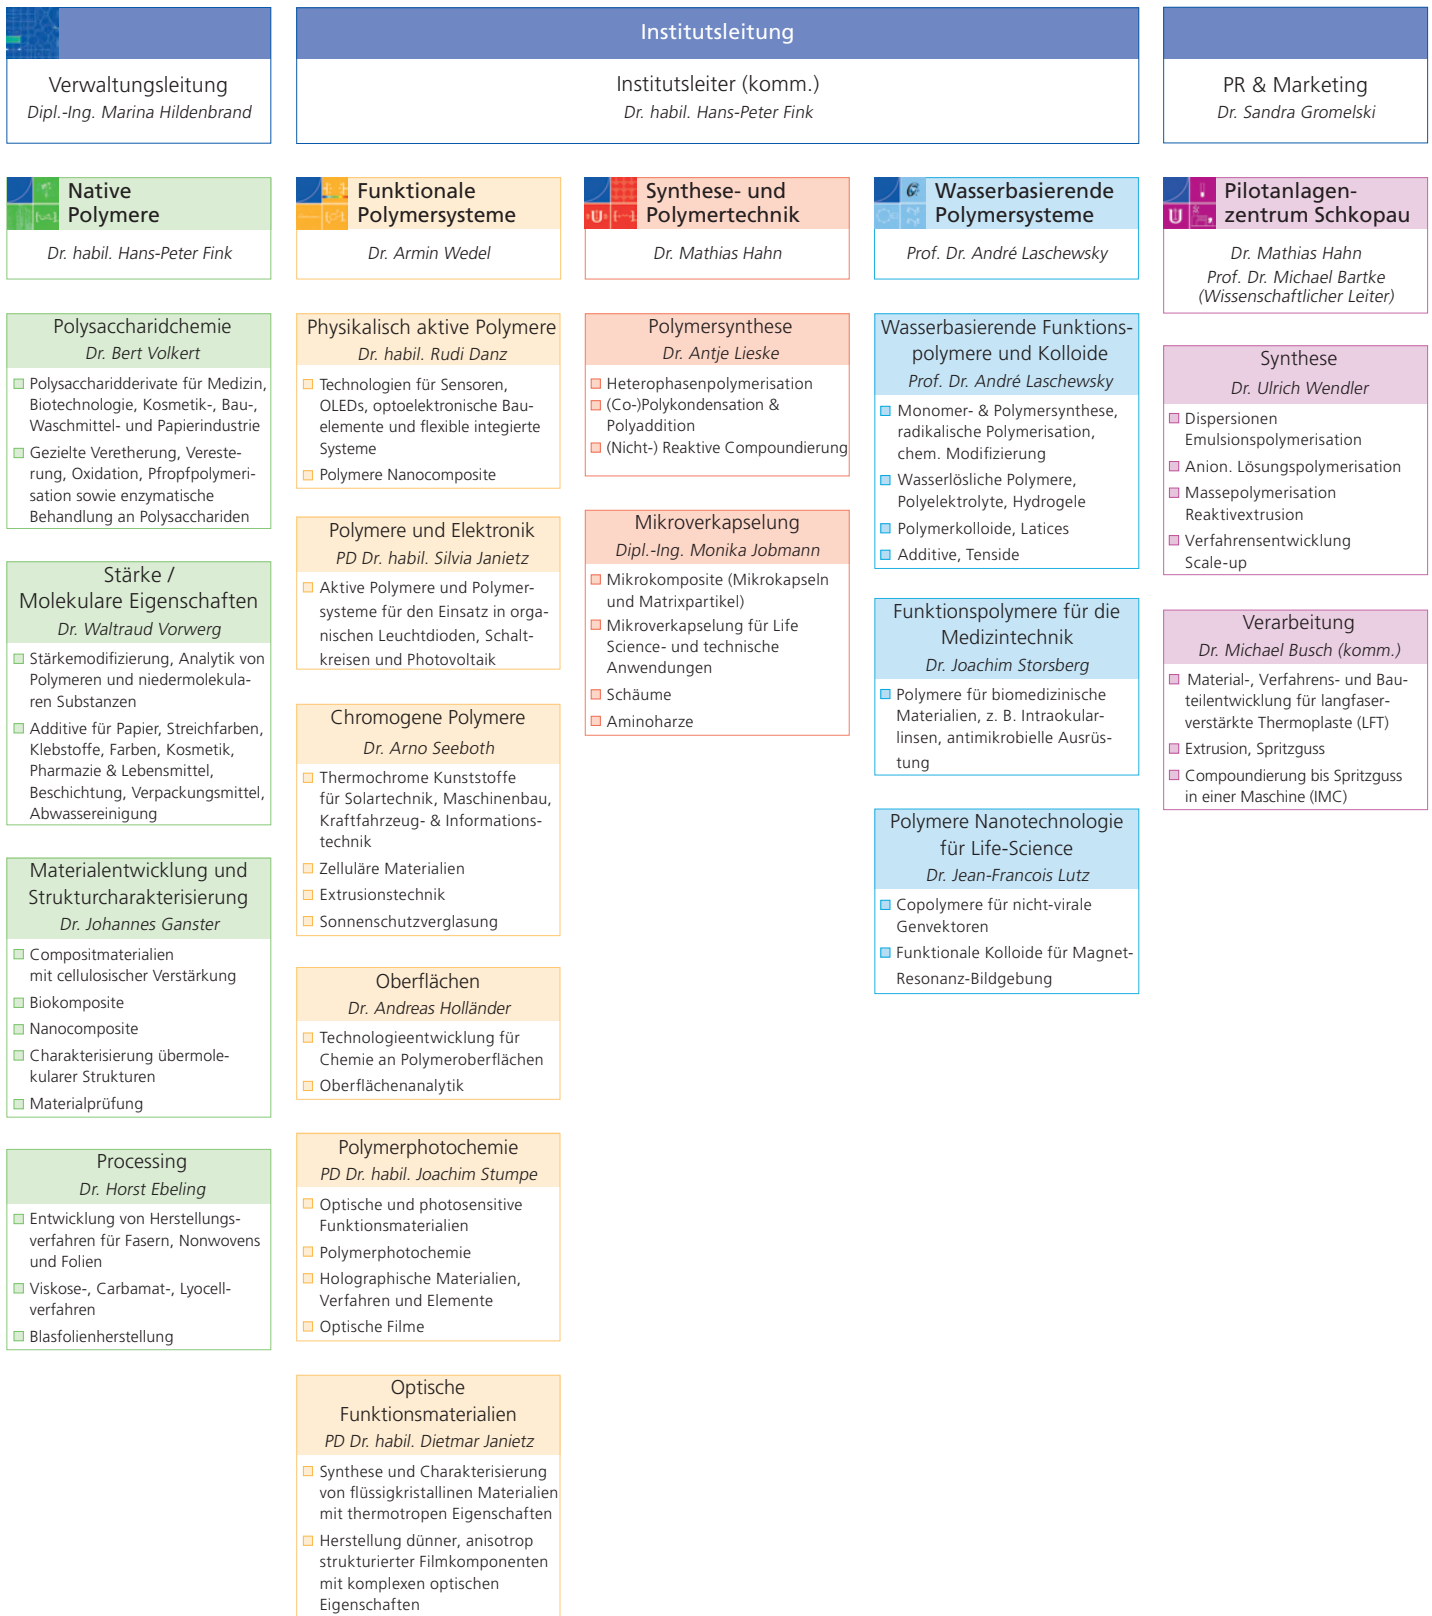 Verwaltungsleitung
Dipl.-Ing. Marina Hildenbrand
Institutsleitung
Institutsleiter (komm.)
Dr. habil. Hans-Peter Fink
PR & Marketing
Dr. Sandra Gromelski
Native
Polymere
Dr. habil. Hans-Peter Fink
Polysaccharidchemie
Dr. Bert Volkert
Polysaccharidderivate für Medizin,
Biotechnologie, Kosmetik-, Bau-,
Waschmittel- und Papierindustrie
Gezielte Veretherung, Vereste-
rung, Oxidation, Pfropfpolymeri-
sation sowie enzymatische
Behandlung an Polysacchariden
Stärke /
Molekulare Eigenschaften
Dr. Waltraud Vorwerg
Stärkemodifizierung, Analytik von
Polymeren und niedermolekula-
ren Substanzen
Additive für Papier, Streichfarben,
Klebstoffe, Farben, Kosmetik,
Pharmazie & Lebensmittel,
Beschichtung, Verpackungsmittel,
Abwassereinigung
Materialentwicklung und
Strukturcharakterisierung
Dr. Johannes Ganster
Compositmaterialien
mit cellulosischer Verstärkung
Biokomposite
Nanocomposite
Charakterisierung übermole-
kularer Strukturen
Materialprüfung
Processing
Dr. Horst Ebeling
Entwicklung von Herstellungs-
verfahren für Fasern, Nonwovens
und Folien
Viskose-, Carbamat-, Lyocell-
verfahren
Blasfolienherstellung
Funktionale
Polymersysteme
Dr. Armin Wedel
Physikalisch aktive Polymere
Dr. habil. Rudi Danz
Technologien für Sensoren,
OLEDs, optoelektronische Bau-
elemente und flexible integrierte
Systeme
Polymere Nanocomposite
Polymere und Elektronik
PD Dr. habil. Silvia Janietz
Aktive Polymere und Polymer-
systeme für den Einsatz in orga-
nischen Leuchtdioden, Schalt-
kreisen und Photovoltaik
Chromogene Polymere
Dr. Arno Seeboth
Thermochrome Kunststoffe
für Solartechnik, Maschinenbau,
Kraftfahrzeug- & Informations-
technik
Zelluläre Materialien
Extrusionstechnik
Sonnenschutzverglasung
Oberflächen
Dr. Andreas Holländer
Technologieentwicklung für
Chemie an Polymeroberflächen
Oberflächenanalytik
Polymerphotochemie
PD Dr. habil. Joachim Stumpe
Optische und photosensitive
Funktionsmaterialien
Polymerphotochemie
Holographische Materialien,
Verfahren und Elemente
Optische Filme
Optische
Funktionsmaterialien
PD Dr. habil. Dietmar Janietz
Synthese und Charakterisierung
von flüssigkristallinen Materialien
mit thermotropen Eigenschaften
Herstellung dünner, anisotrop
strukturierter Filmkomponenten
mit komplexen optischen
Eigenschaften
Synthese- und
Polymertechnik
Dr. Mathias Hahn
Polymersynthese
Dr. Antje Lieske
Heterophasenpolymerisation
(Co-)Polykondensation &
Polyaddition
(Nicht-) Reaktive Compoundierung
Mikroverkapselung
Dipl.-Ing. Monika Jobmann
Mikrokomposite (Mikrokapseln
und Matrixpartikel)
Mikroverkapselung für Life
Science- und technische
Anwendungen
Schäume
Aminoharze
Wasserbasierende
Polymersysteme
Prof. Dr. André Laschewsky
Wasserbasierende Funktions-
polymere und Kolloide
Prof. Dr. André Laschewsky
Monomer- & Polymersynthese,
radikalische Polymerisation,
chem. Modifizierung
Wasserlösliche Polymere,
Polyelektrolyte, Hydrogele
Polymerkolloide, Latices
Additive, Tenside
Funktionspolymere für die
Medizintechnik
Dr. Joachim Storsberg
Polymere für biomedizinische
Materialien, z. B. Intraokular-
linsen, antimikrobielle Ausrüs-
tung
Polymere Nanotechnologie
für Life-Science
Dr. Jean-Francois Lutz
Copolymere für nicht-virale
Genvektoren
Funktionale Kolloide für Magnet-
Resonanz-Bildgebung
Pilotanlagen-
zentrum Schkopau
Dr. Mathias Hahn
Prof. Dr. Michael Bartke
(Wissenschaftlicher Leiter)
Synthese
Dr. Ulrich Wendler
Dispersionen
Emulsionspolymerisation
Anion. Lösungspolymerisation
Massepolymerisation
Reaktivextrusion
Verfahrensentwicklung
Scale-up
Verarbeitung
Dr. Michael Busch (komm.)
Material-, Verfahrens- und Bau-
teilentwicklung für langfaser-
verstärkte Thermoplaste (LFT)
Extrusion, Spritzguss
Compoundierung bis Spritzguss
in einer Maschine (IMC)